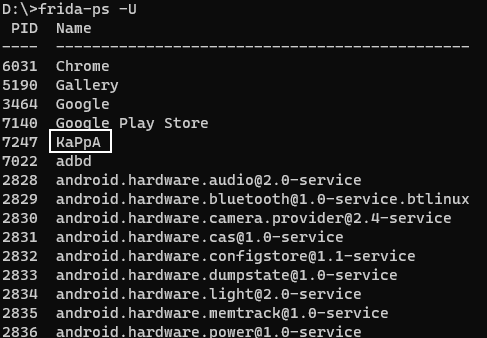 D:\>frida-ps -U
 PID  Name
----  ---------------------------------------------
6031  Chrome
5190  Gallery
3464  Google
7140  Google Play Store
7247  KaPpA
7022  adbd
2828  android.hardware.audio@2.0-service
2829  android.hardware.bluetooth@1.0-service.btlinux
2830  android.hardware.camera.provider@2.4-service
2831  android.hardware.cas@1.0-service
2832  android.hardware.configstore@1.1-service
2833  android.hardware.dumpstate@1.0-service
2834  android.hardware.light@2.0-service
2835  android.hardware.memtrack@1.0-service
2836  android.hardware.power@1.0-service